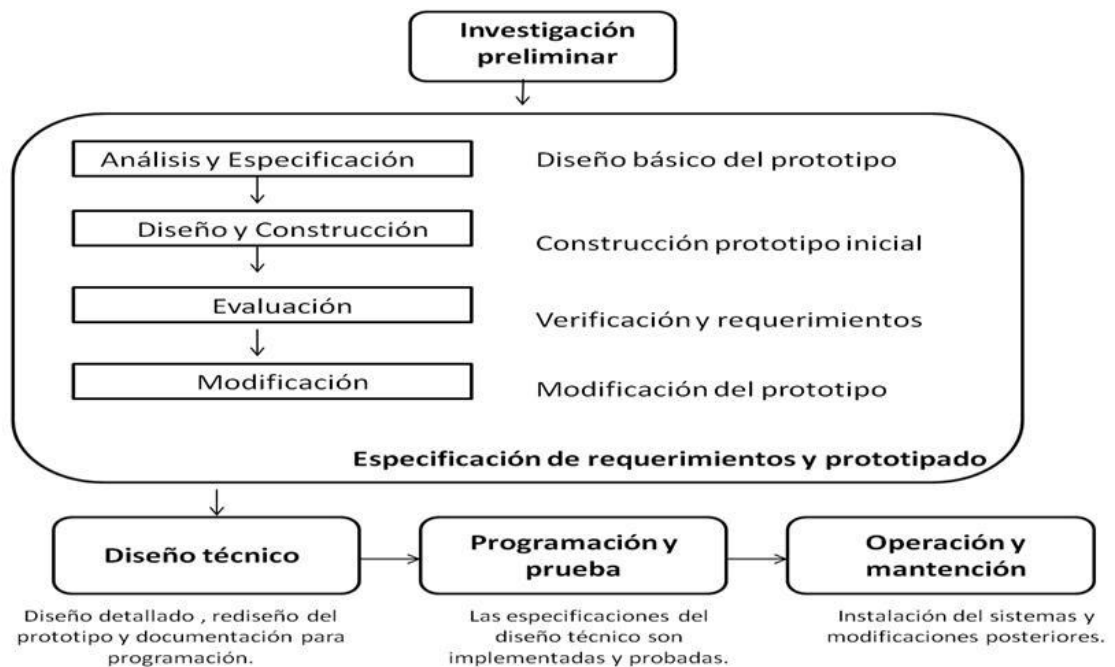 Investigación
preliminar
Análisis y Especificación
Diseño básico del prototipo
Diseño y Construcción
Construcción prototipo inicial
Evaluación
Verificación y requerimientos
Modificación
Modificación del prototipo
Especificación de requerimientos y prototipado
Diseño técnico
Diseño detallado , rediseño del
prototipo y documentación para
programación.
Programación y
prueba
Las especificaciones del
diseño técnico son
implementadas y probadas.
Operación y
mantención
Instalación del sistemas y
modificaciones posteriores.